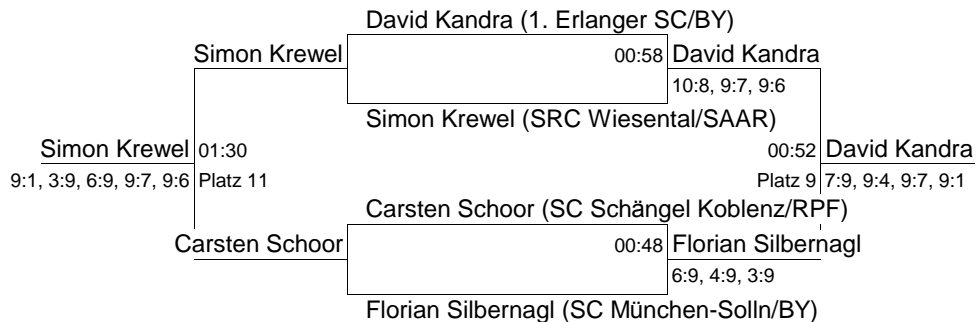 David Kandra (1. Erlanger SC/BY)
Simon Krewel 00:58 David Kandra
10:8, 9:7, 9:6
Simon Krewel (SRC Wiesental/SAAR)
Simon Krewel 01:30 00:52 David Kandra
9:1, 3:9, 6:9, 9:7, 9:6 Platz 11 Platz 9 7:9, 9:4, 9:7, 9:1
Carsten Schoor (SC Schängel Koblenz/RPF)
Carsten Schoor 00:48 Florian Silbernagl
6:9, 4:9, 3:9
Florian Silbernagl (SC München-Solln/BY)